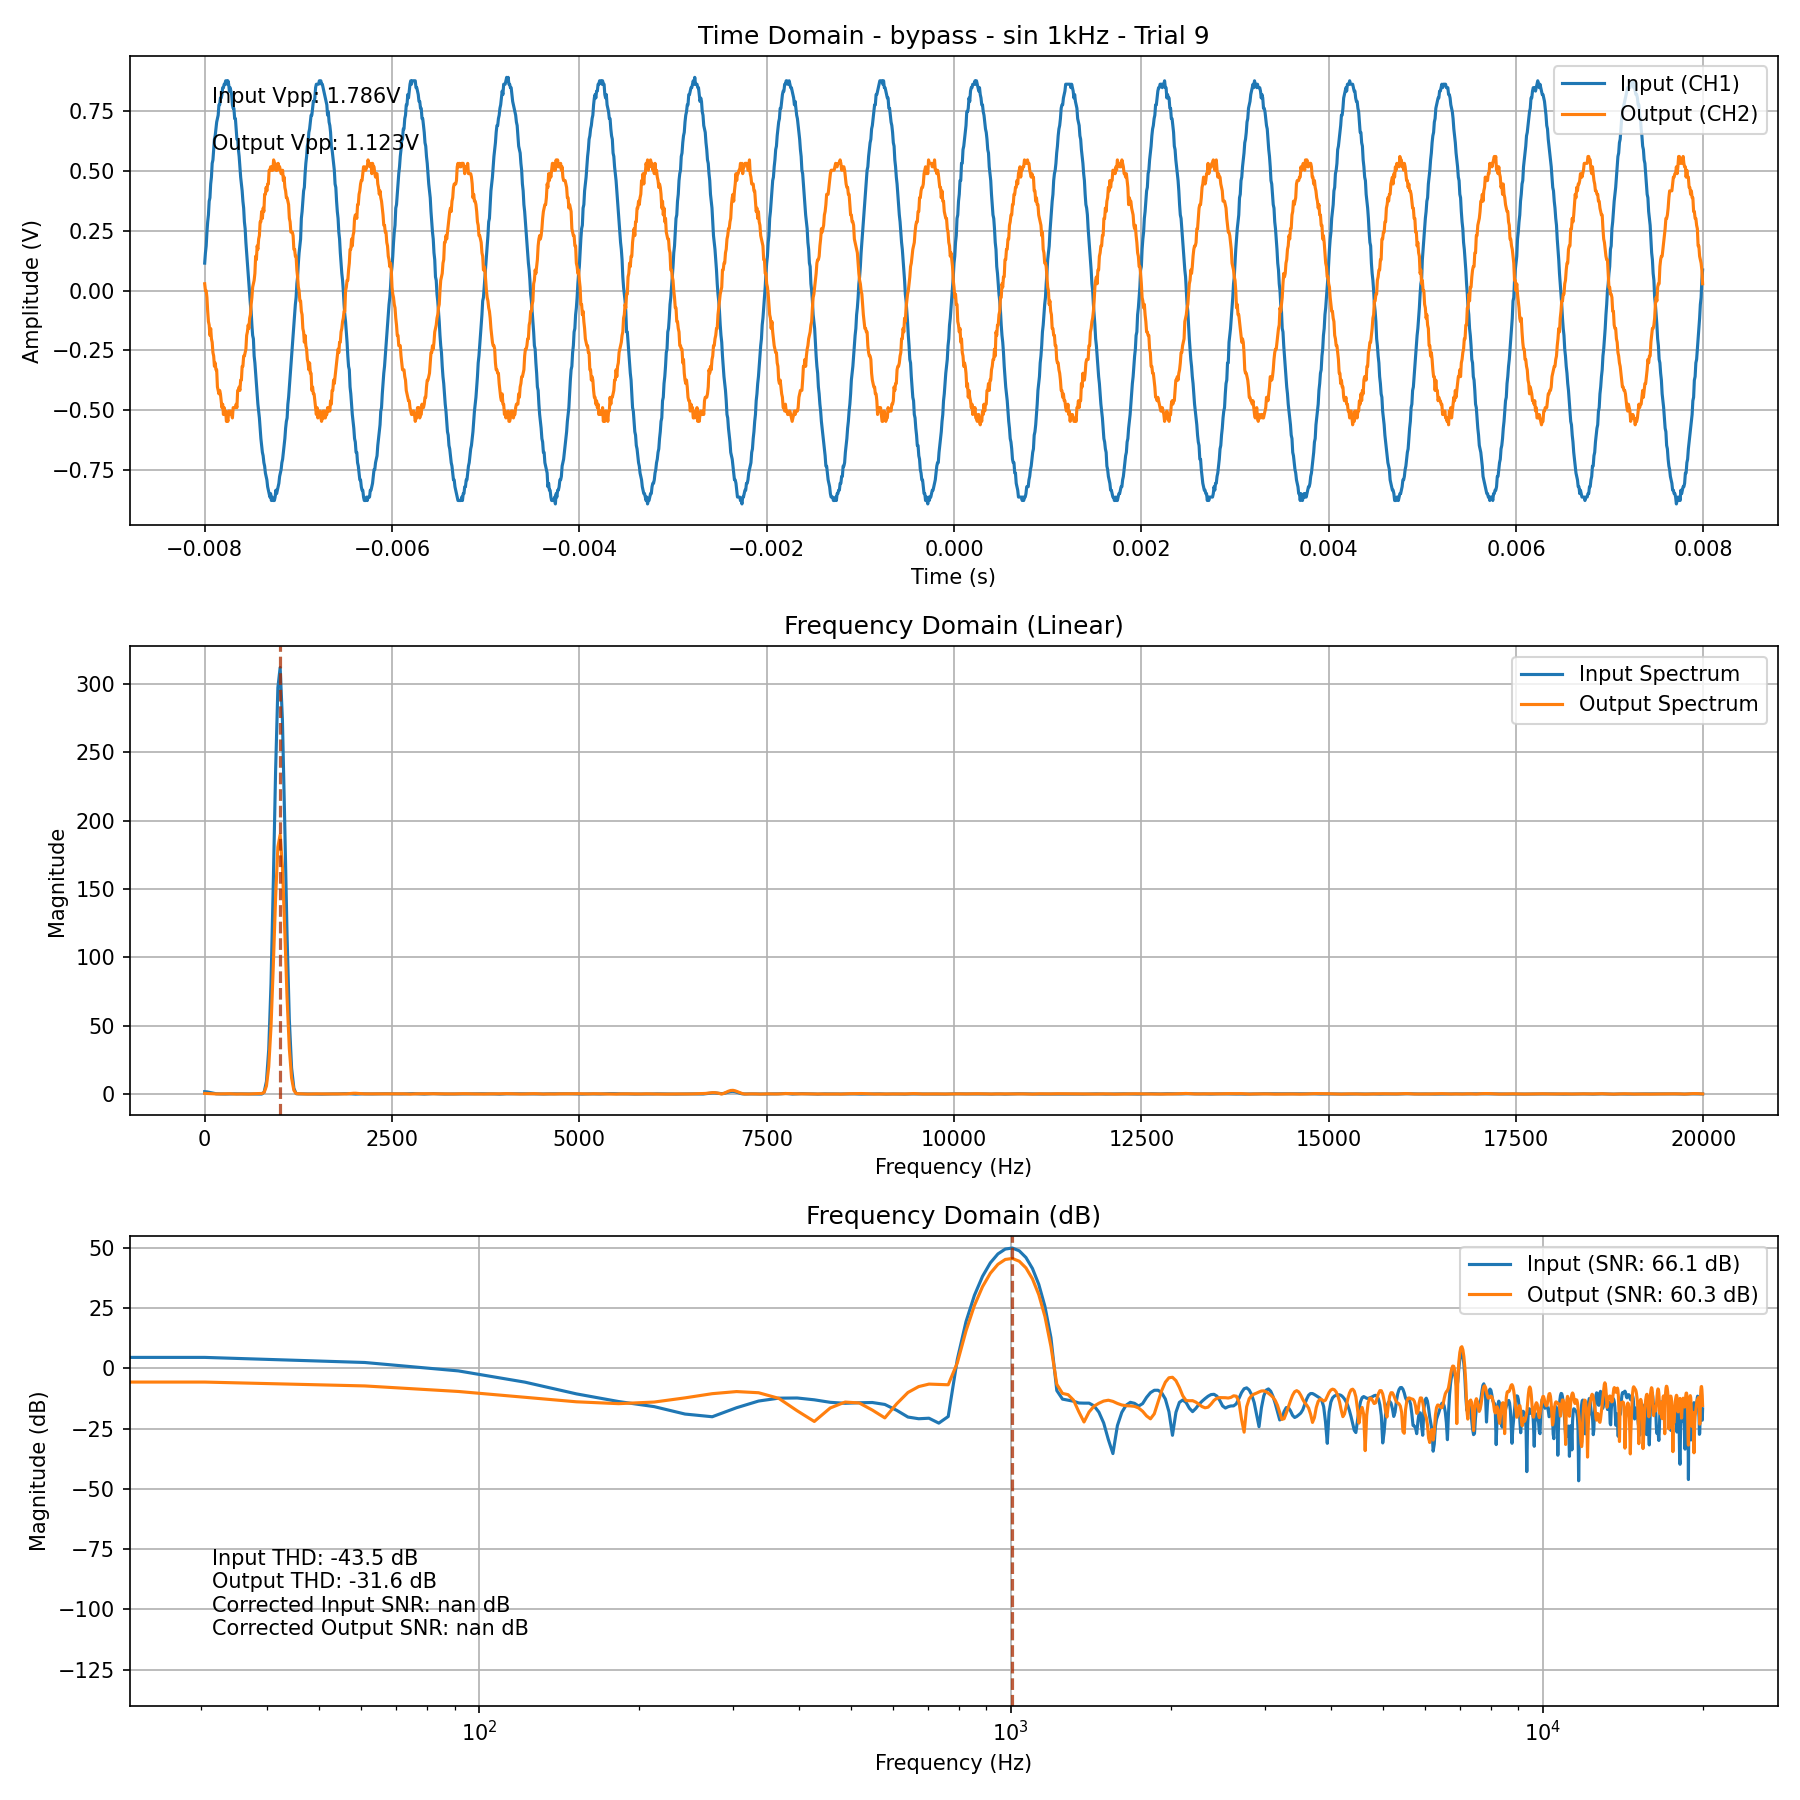 Time Domain - bypass - sin 1kHz - Trial 9
Input Vpp: 1.786V
Output Vpp: 1.123V
Input (CH1)
Output (CH2)
Amplitude (V)
0.75
0.50
0.25
0.00
−0.25
−0.50
−0.75
−0.008
−0.006
−0.004
−0.002
0.000
0.002
0.004
0.006
0.008
Time (s)
Frequency Domain (Linear)
Input Spectrum
Output Spectrum
Magnitude
300
250
200
150
100
50
0
0
2500
5000
7500
10000
12500
15000
17500
20000
Frequency (Hz)
Frequency Domain (dB)
Input (SNR: 66.1 dB)
Output (SNR: 60.3 dB)
Magnitude (dB)
50
25
0
−25
−50
−75
−100
−125
Input THD: -43.5 dB
Output THD: -31.6 dB
Corrected Input SNR: nan dB
Corrected Output SNR: nan dB
10²
10³
10⁴
Frequency (Hz)